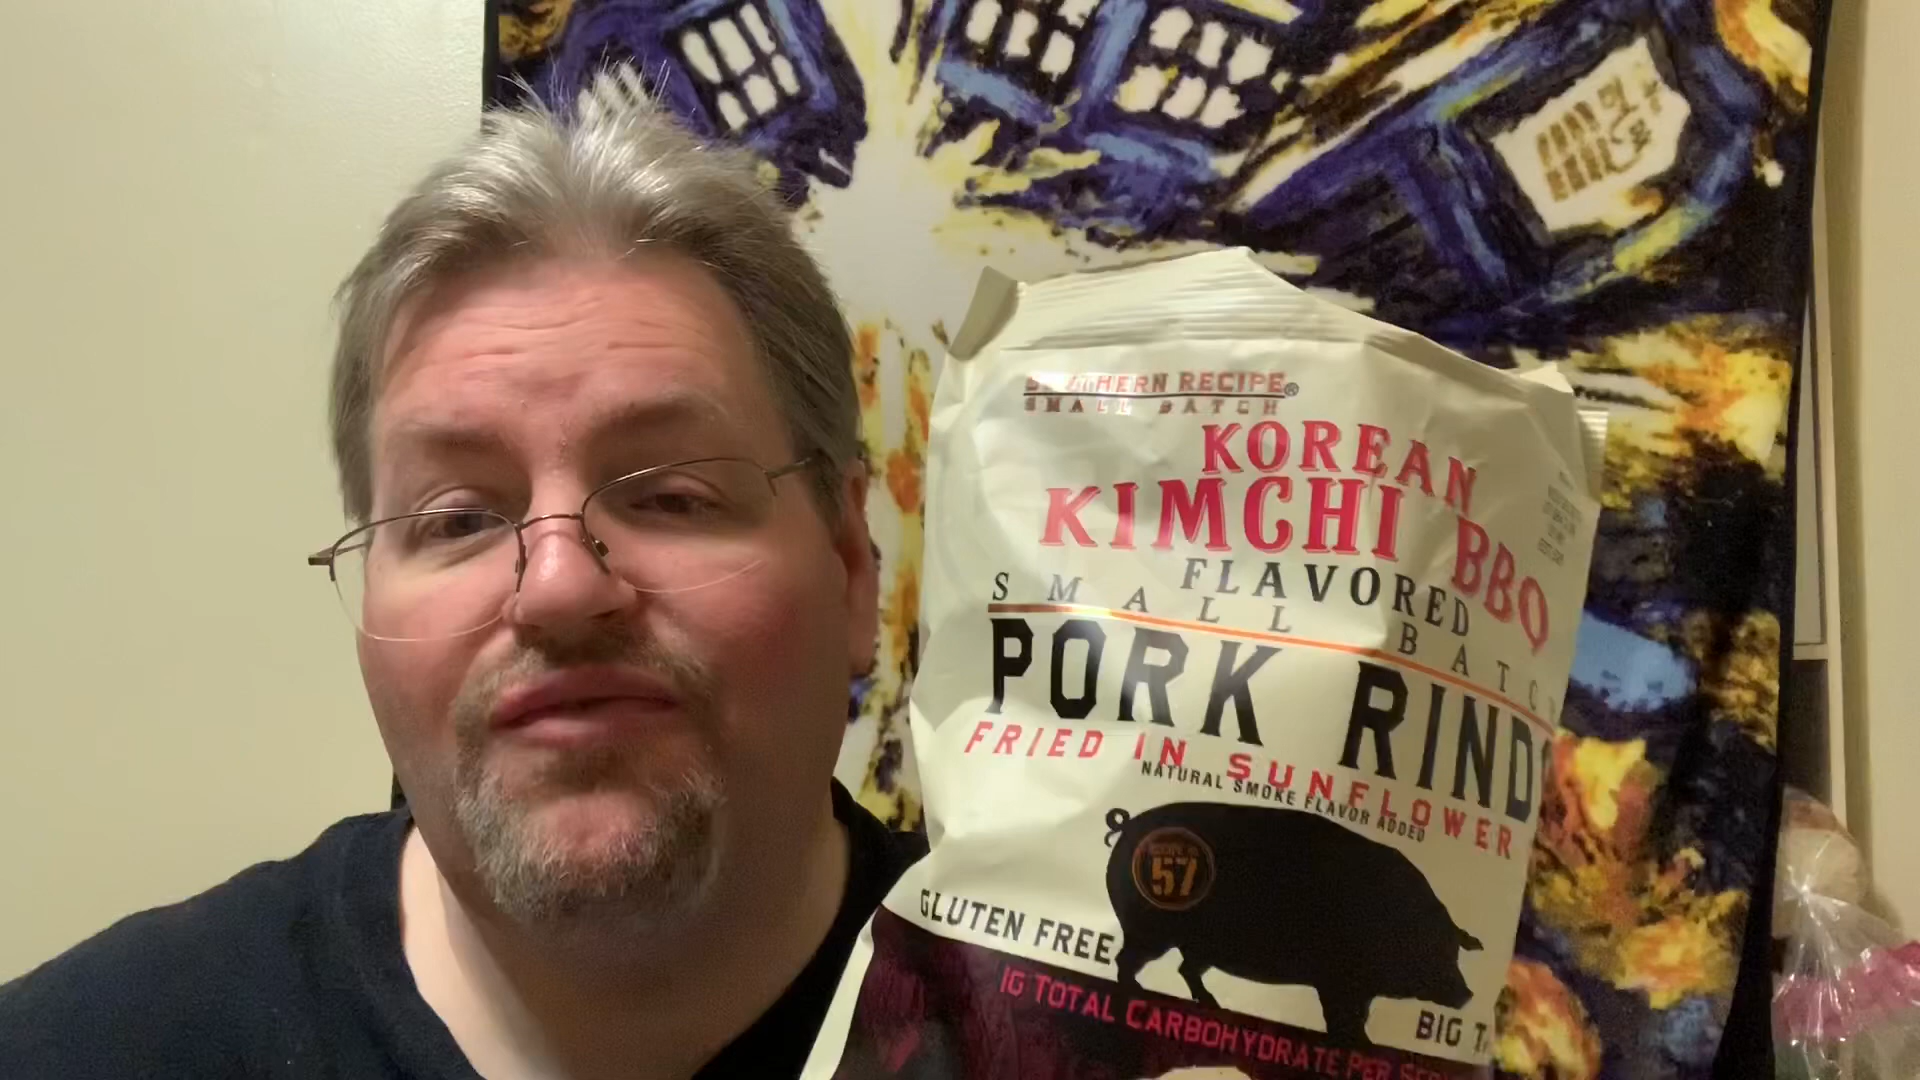 SOUTHERN RECIPE®
SMALL BATCH
KOREAN
KIMCHI BBQ
FLAVORED
SMALL BATC
PORK RIND
FRIED IN SUNFLOWER
NATURAL SMOKE FLAVOR ADDED
57
GLUTEN FREE
BIG
1G TOTAL CARBOHYDRATE PER